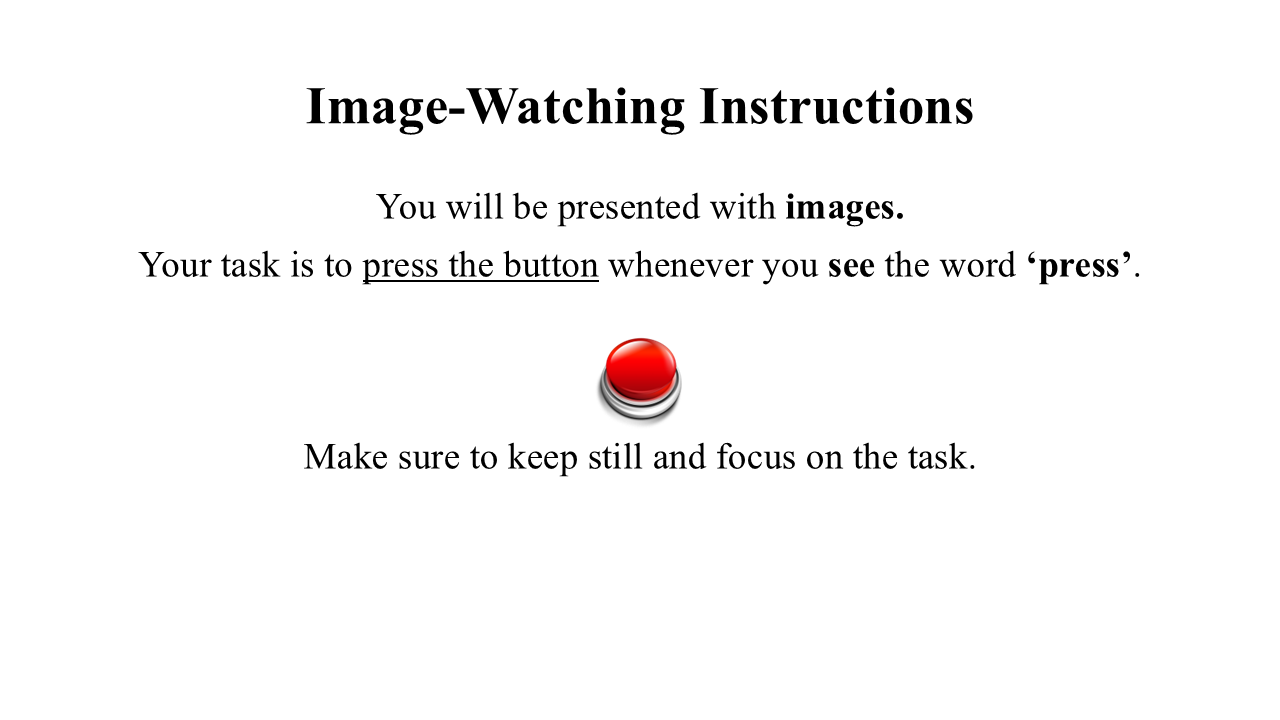 Image-Watching Instructions
You will be presented with images.
Your task is to press the button whenever you see the word ‘press’.
Make sure to keep still and focus on the task.